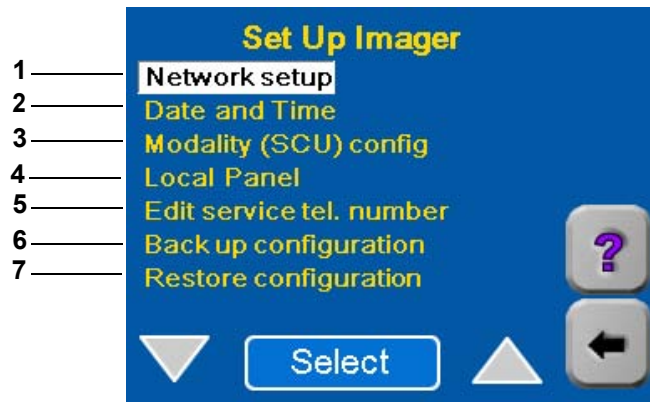 Set Up Imager
1 Network setup
2 Date and Time
3 Modality (SCU) config
4 Local Panel
5 Edit service tel. number
6 Back up configuration
7 Restore configuration
?
Select